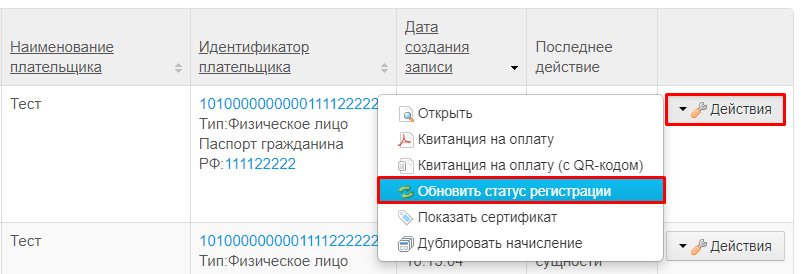 Наименование
плательщика
Идентификатор
плательщика
Дата
создания
записи
Последнее
действие
Тест
1010000000000111122222
Тип:Физическое лицо
Паспорт гражданина
РФ:111122222
Действия
Открыть
Квитанция на оплату
Квитанция на оплату (с QR-кодом)
Обновить статус регистрации
Показать сертификат
Дублировать начисление
Тест
1010000000001111222222
Тип:Физическое лицо
сущности
Действия